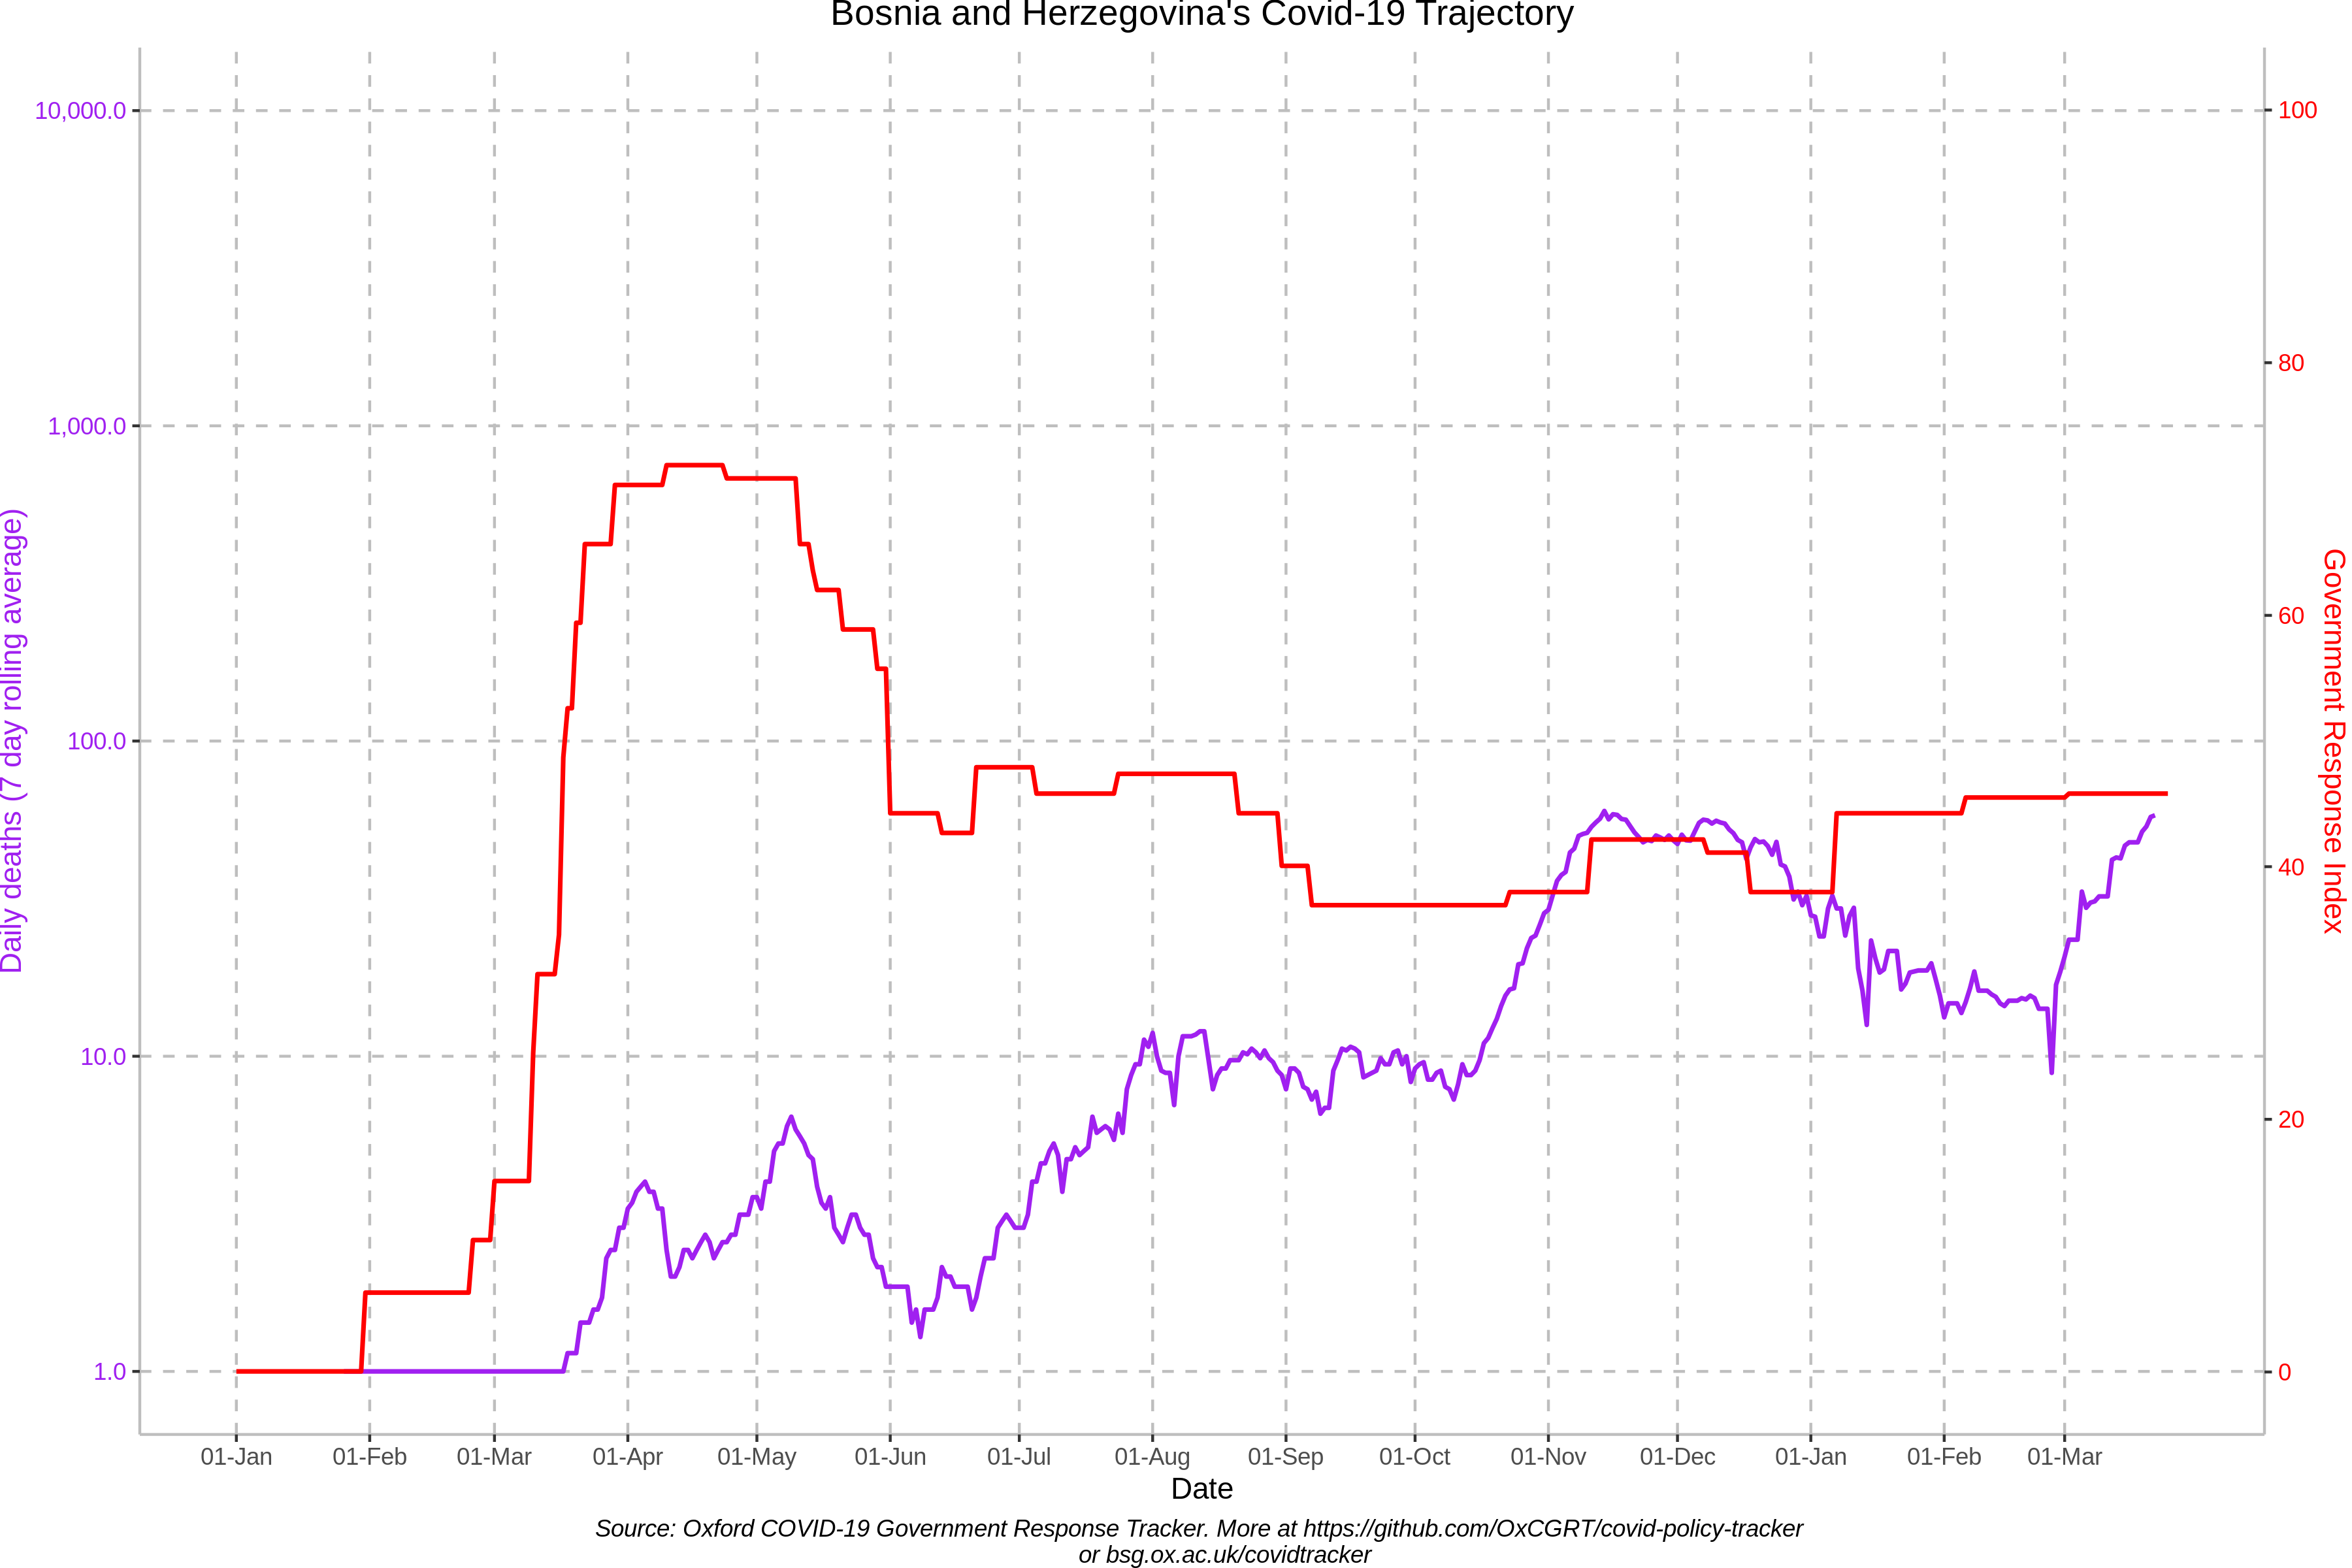 Bosnia and Herzegovina's Covid-19 Trajectory
Daily deaths (7 day rolling average)
10,000.0
1,000.0
100.0
10.0
1.0
100
80
60
40
20
0
Government Response Index
01-Jan 01-Feb 01-Mar 01-Apr 01-May 01-Jun 01-Jul 01-Aug 01-Sep 01-Oct 01-Nov 01-Dec 01-Jan 01-Feb 01-Mar
Date
Source: Oxford COVID-19 Government Response Tracker. More at https://github.com/OxCGRT/covid-policy-tracker
or bsg.ox.ac.uk/covidtracker